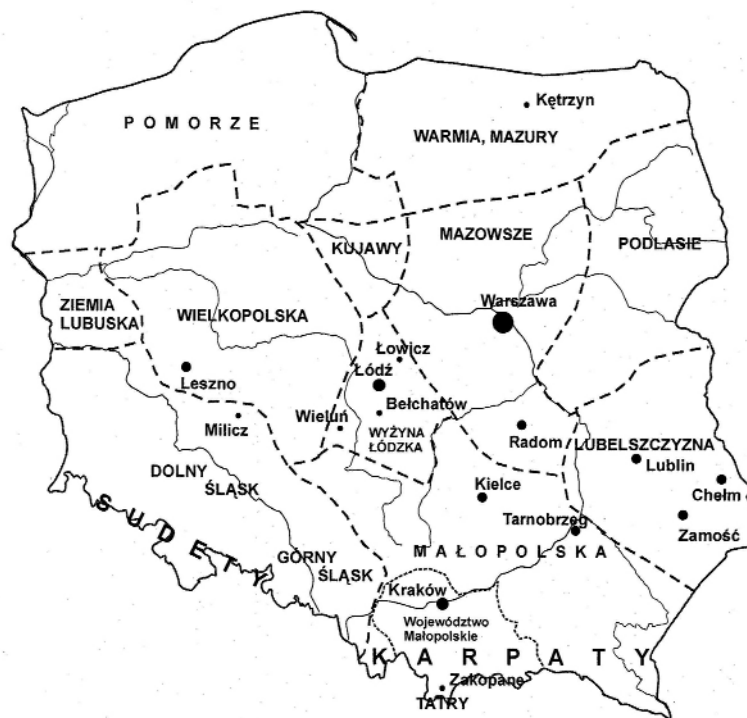 Kętrzyn
POMORZE
WARMIA, MAZURY
KUJAWY
MAZOWSZE
PODLASIE
ZIEMIA
LUBUSKA
WIELKOPOLSKA
Warszawa
Łowicz
Łódź
Leszno
Bełchatów
Milicz
Wieluń
WYŻYNA
ŁÓDZKA
Radom
LUBELSZCZYZNA
Lublin
DOLNY
ŚLĄSK
Kielce
Chełm
Zamość
SUDETY
Tarnobrzeg
MAŁOPOLSKA
GÓRNY
ŚLĄSK
Kraków
Województwo
Małopolskie
KARPATY
Zakopane
TATRY